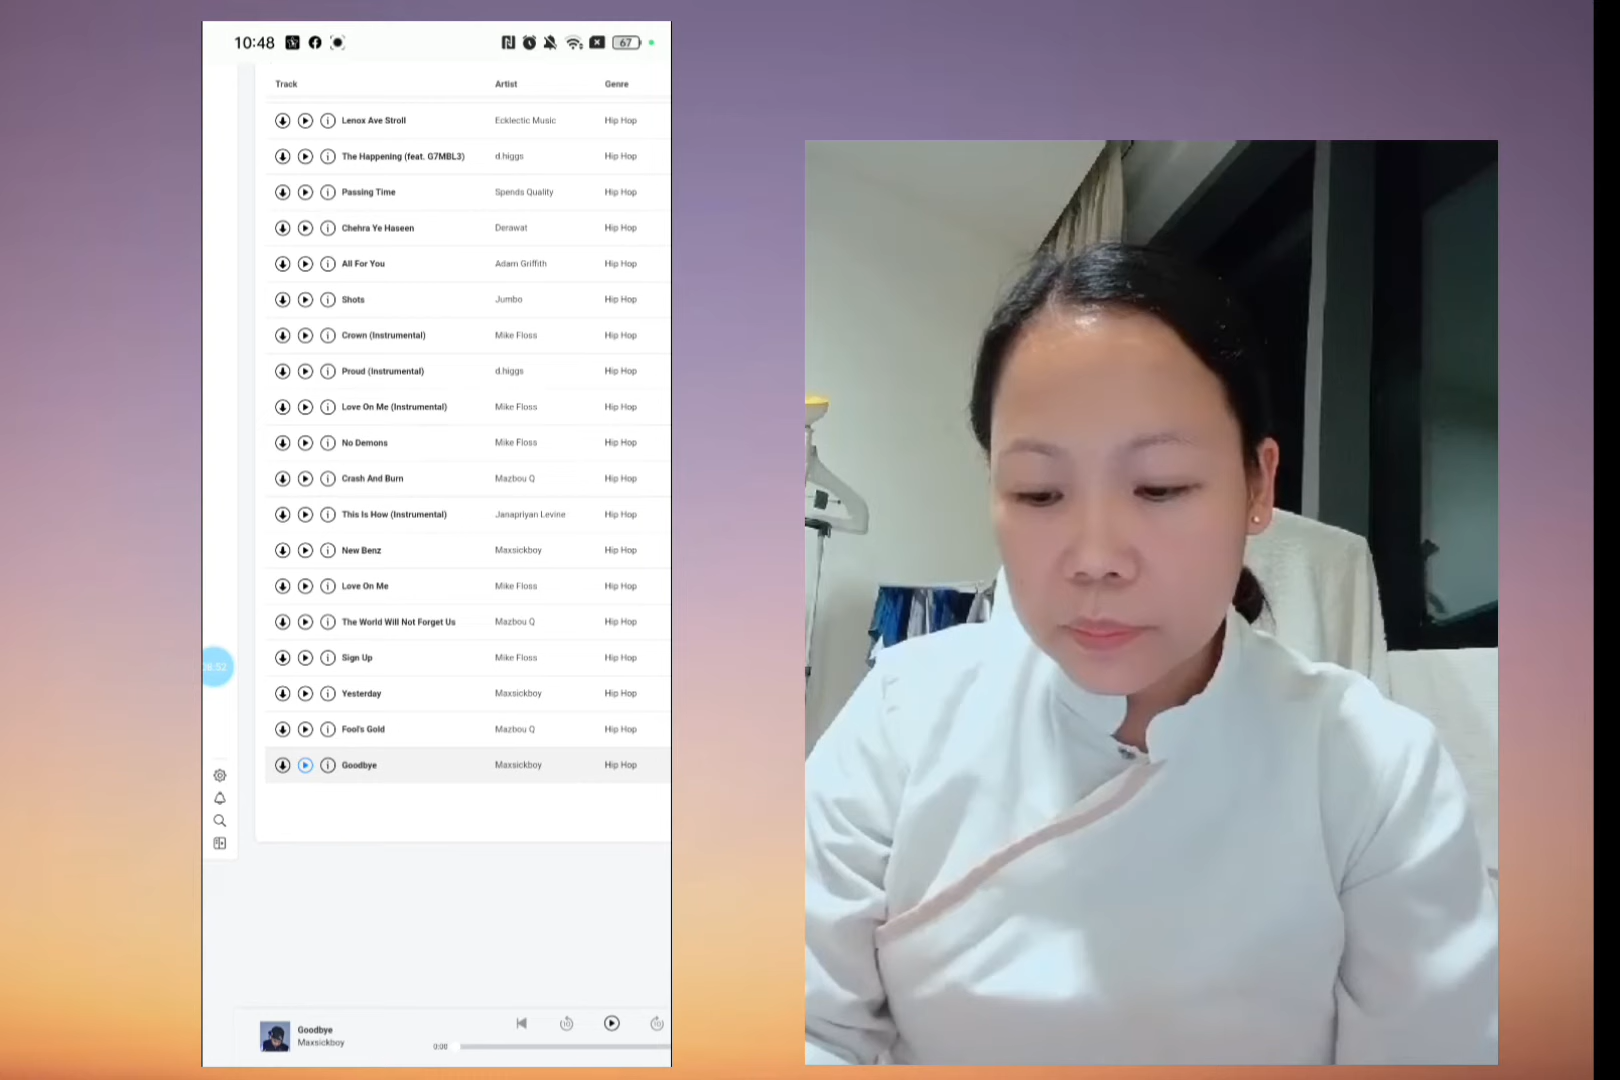 10:48 67
Track Artist Genre
Lenox Ave Stroll Ecklectic Music Hip Hop
The Happening (feat. G7MBL3) d.higgs Hip Hop
Passing Time Spends Quality Hip Hop
Chehra Ye Haseen Derawat Hip Hop
All For You Adam Griffith Hip Hop
Shots Jumbo Hip Hop
Crown (Instrumental) Mike Floss Hip Hop
Proud (Instrumental) d.higgs Hip Hop
Love On Me (Instrumental) Mike Floss Hip Hop
No Demons Mike Floss Hip Hop
Crash And Burn Mazbou Q Hip Hop
This Is How (Instrumental) Janapriyan Levine Hip Hop
New Benz Maxsickboy Hip Hop
Love On Me Mike Floss Hip Hop
The World Will Not Forget Us Mazbou Q Hip Hop
Sign Up Mike Floss Hip Hop
Yesterday Maxsickboy Hip Hop
Fool's Gold Mazbou Q Hip Hop
Goodbye Maxsickboy Hip Hop
Goodbye
Maxsickboy
0:00
10
10